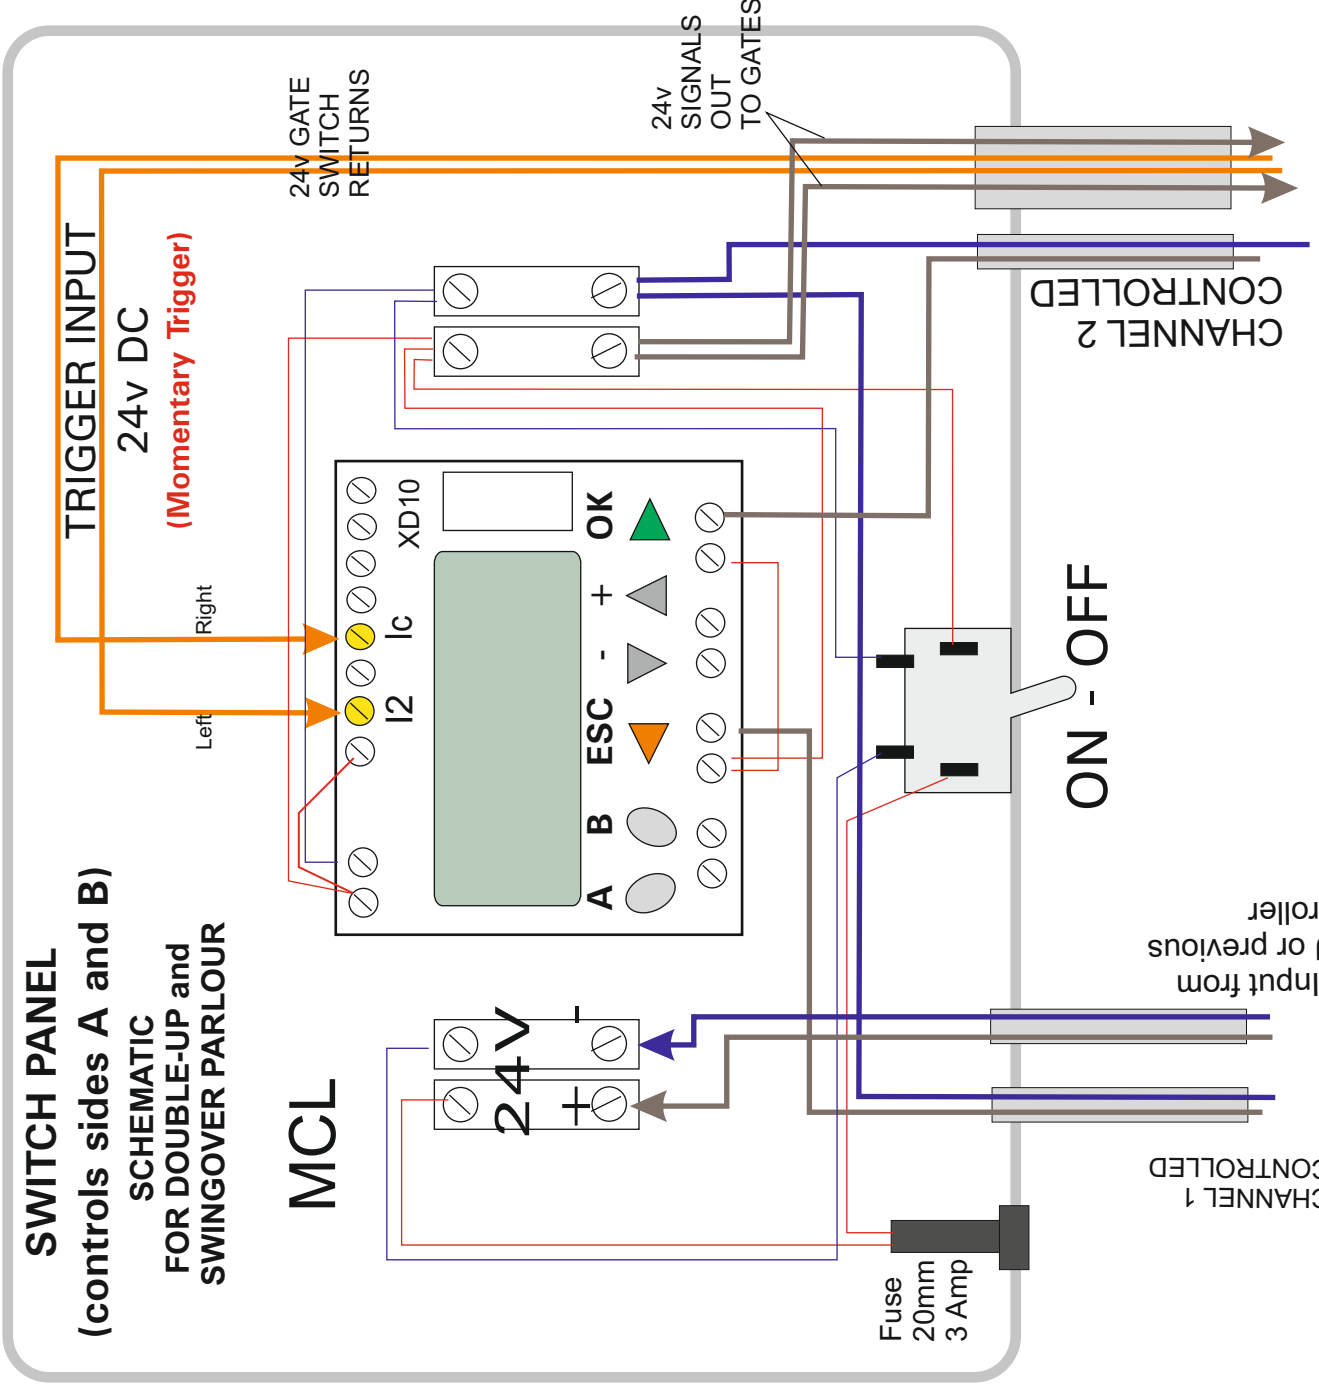 SWITCH PANEL
(controls sides A and B)
SCHEMATIC
FOR DOUBLE-UP and
SWINGOVER PARLOUR
MCL
24V
-
+
TRIGGER INPUT
24v DC
(Momentary Trigger)
Left
Right
24v GATE
SWITCH
RETURNS
24v
SIGNALS
OUT
TO GATES
I2
Ic
XD10
A
B
ESC
-
+
OK
ON - OFF
Fuse
20mm
3 Amp
CHANNEL 2
CONTROLLED
Input from
or previous
CHANNEL 1
CONTROLLED